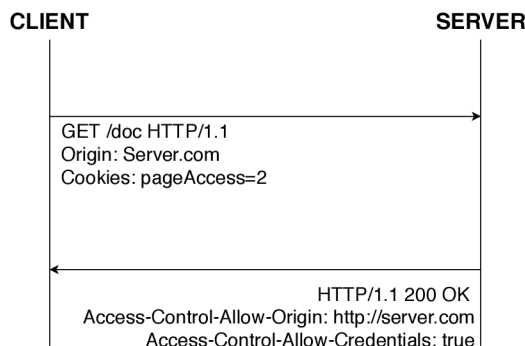 CLIENT SERVER
GET /doc HTTP/1.1
Origin: Server.com
Cookies: pageAccess=2
HTTP/1.1 200 OK
Access-Control-Allow-Origin: http://server.com
Access-Control-Allow-Credentials: true